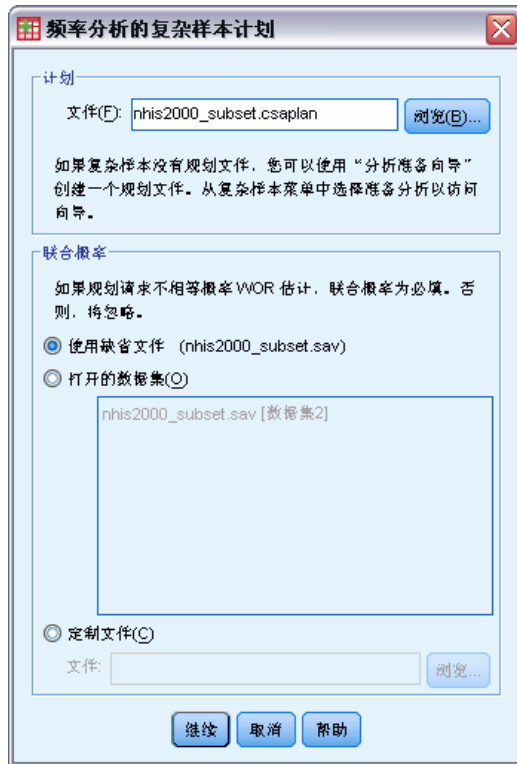 频率分析的复杂样本计划
计划
文件(F): nhis2000_subset.csaplan 浏览(B)...
如果复杂样本没有规划文件，您可以使用“分析准备向导”
创建一个规划文件。从复杂样本菜单中选择准备分析以访问
向导。
联合概率
如果规划请求不相等概率 WOR 估计，联合概率为必填。否
则，将忽略。
使用缺省文件 (nhis2000_subset.sav)
打开的数据集(O)
nhis2000_subset.sav [数据集2]
定制文件(C)
文件: 浏览...
继续 取消 帮助